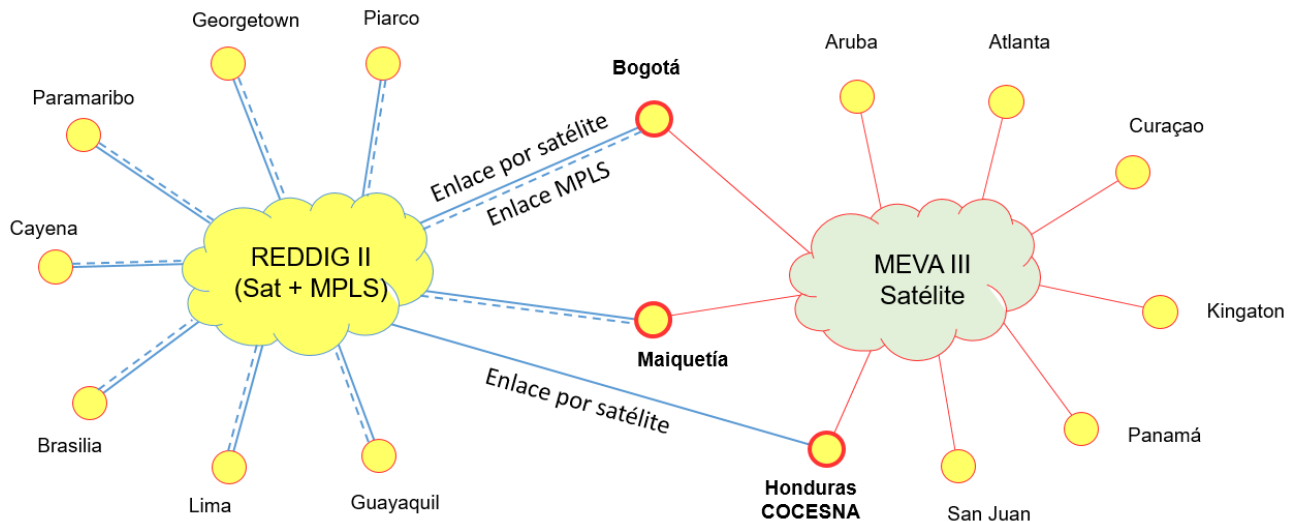 Georgetown
Piarco
Paramaribo
Cayena
Brasilia
Lima
Guayaquil
REDDIG II
(Sat + MPLS)
Enlace por satélite
Enlace MPLS
Enlace por satélite
Bogotá
Maiquetía
Honduras
COCESNA
Aruba
Atlanta
Curaçao
MEVA III
Satélite
Kingaton
Panamá
San Juan